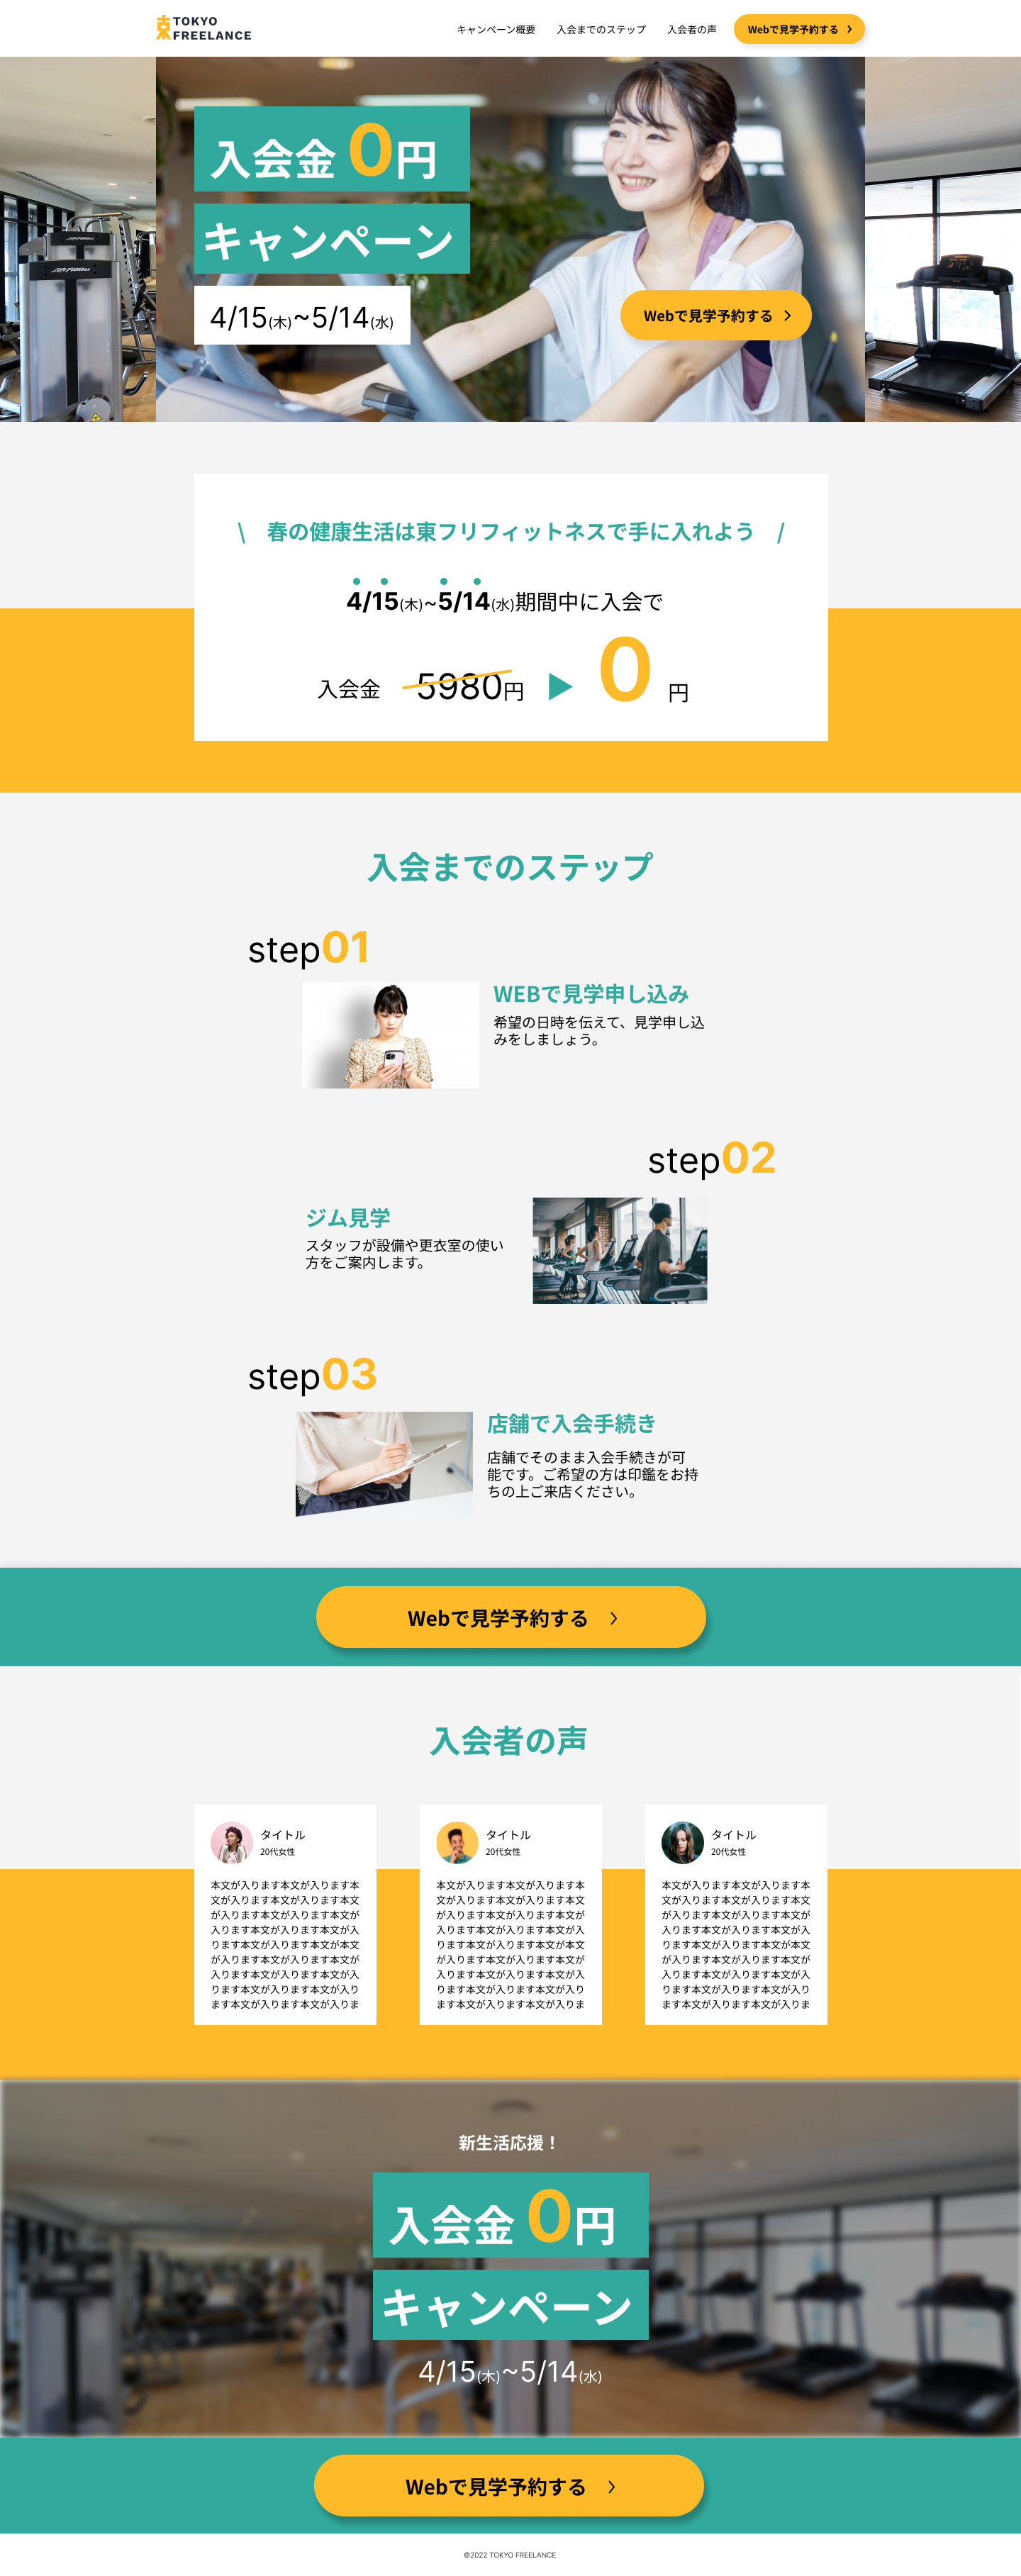 TOKYO
FREELANCE
キャンペーン概要
入会までのステップ
入会者の声
Webで見学予約する
入会金 0円
キャンペーン
4/15(木)~5/14(水)
Webで見学予約する
\ 春の健康生活は東フリフィットネスで手に入れよう /
4/15(木)~5/14(水)期間中に入会で
入会金 5980円 ▶ 0 円
入会までのステップ
step01
WEBで見学申し込み
希望の日時を伝えて、見学申し込
みをしましょう。
step02
ジム見学
スタッフが設備や更衣室の使い
方をご案内します。
step03
店舗で入会手続き
店舗でそのまま入会手続きが可
能です。ご希望の方は印鑑をお持
ちの上ご来店ください。
Webで見学予約する
入会者の声
タイトル
20代女性
本文が入ります本文が入ります本
文が入ります本文が入ります本文
が入ります本文が入ります本文が
入ります本文が入ります本文が入
ります本文が入ります本文が本文
が入ります本文が入ります本文が
入ります本文が入ります本文が入
ります本文が入ります本文が入り
ます本文が入ります本文が入りま
タイトル
20代女性
本文が入ります本文が入ります本
文が入ります本文が入ります本文
が入ります本文が入ります本文が
入ります本文が入ります本文が入
ります本文が入ります本文が本文
が入ります本文が入ります本文が
入ります本文が入ります本文が入
ります本文が入ります本文が入り
ます本文が入ります本文が入りま
タイトル
20代女性
本文が入ります本文が入ります本
文が入ります本文が入ります本文
が入ります本文が入ります本文が
入ります本文が入ります本文が入
ります本文が入ります本文が本文
が入ります本文が入ります本文が
入ります本文が入ります本文が入
ります本文が入ります本文が入り
ます本文が入ります本文が入りま
新生活応援！
入会金 0円
キャンペーン
4/15(木)~5/14(水)
Webで見学予約する
©2022 TOKYO FREELANCE